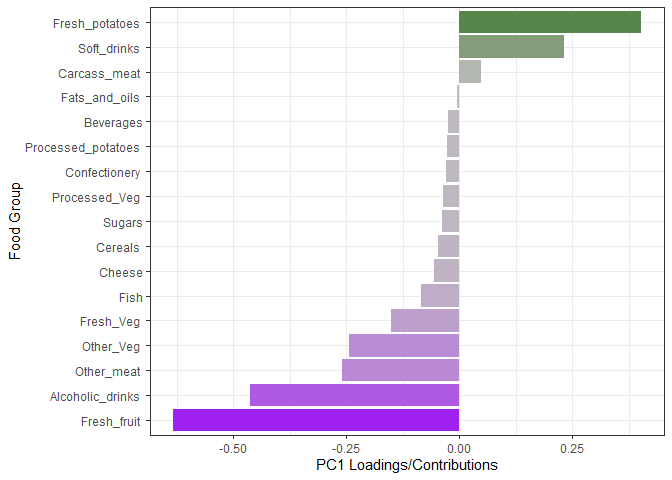 Fresh_potatoes
Soft_drinks
Carcass_meat
Fats_and_oils
Beverages
Processed_potatoes
Confectionery
Processed_Veg
Sugars
Cereals
Cheese
Fish
Fresh_Veg
Other_Veg
Other_meat
Alcoholic_drinks
Fresh_fruit
Food Group
-0.50 -0.25 0.00 0.25
PC1 Loadings/Contributions